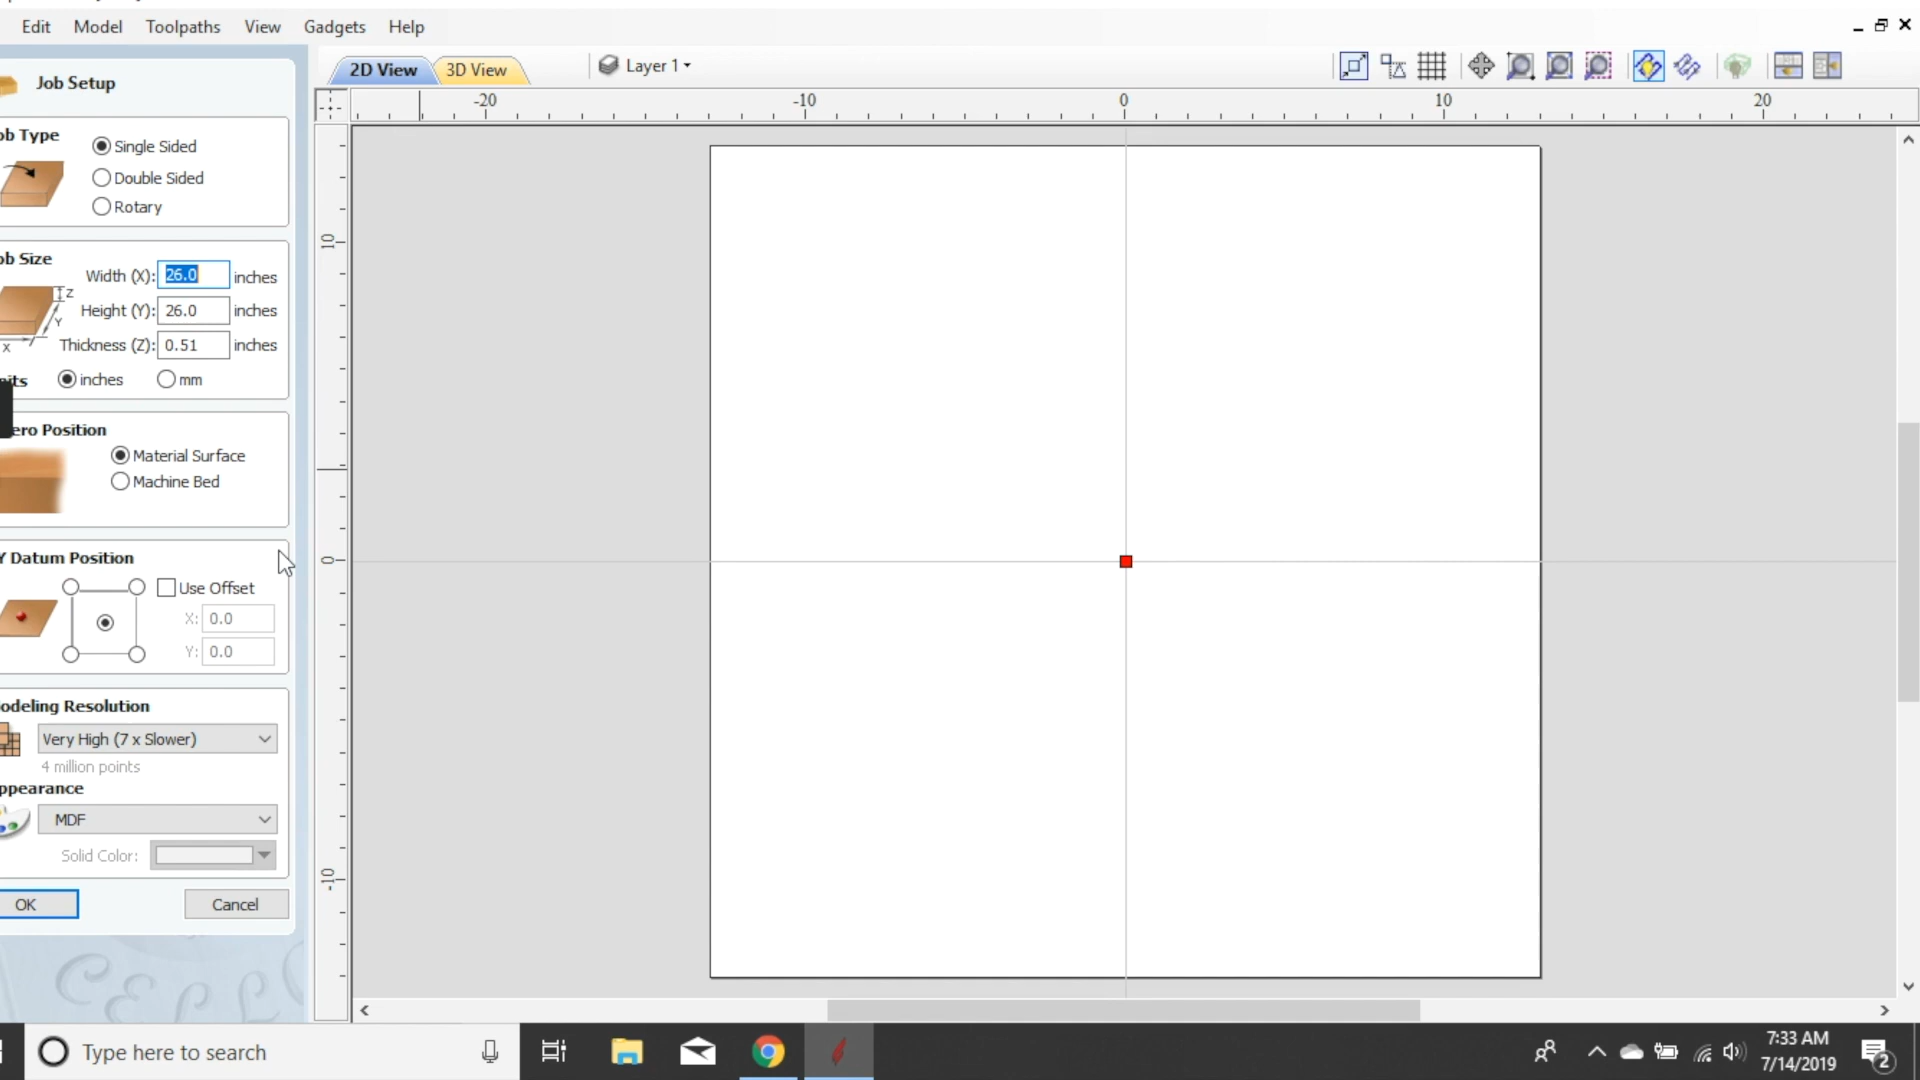 Edit Model Toolpaths View Gadgets Help
Job Setup
2D View 3D View Layer 1
-20 -10 0 10 20
ob Type
Single Sided
Double Sided
Rotary
ob Size
Width (X): 26.0 inches
Z
Height (Y): 26.0 inches
Y
Thickness (Z): 0.51 inches
X
its inches mm
ero Position
Material Surface
Machine Bed
Y Datum Position
Use Offset
X: 0.0
Y: 0.0
odeling Resolution
Very High (7 x Slower)
4 million points
ppearance
MDF
Solid Color:
OK Cancel
10
0
-10
Type here to search
7:33 AM
7/14/2019
2